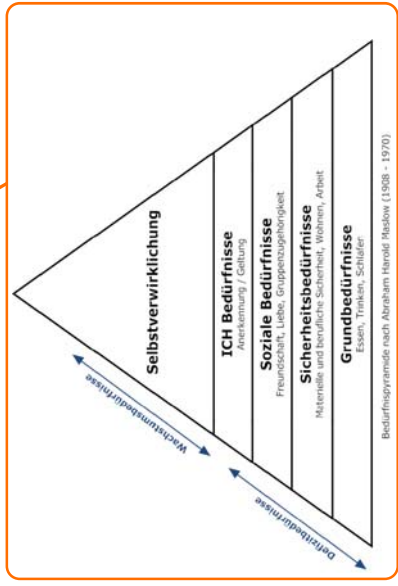 Selbstverwirklichung
ICH Bedürfnisse
Anerkennung / Geltung
Soziale Bedürfnisse
Freundschaft, Liebe, Gruppenzugehörigkeit
Sicherheitsbedürfnisse
Materielle und berufliche Sicherheit, Wohnen, Arbeit
Grundbedürfnisse
Essen, Trinken, Schlafen
Wachstumsbedürfnisse
Defizitbedürfnisse
Bedürfnispyramide nach Abraham Harold Maslow (1908 - 1970)